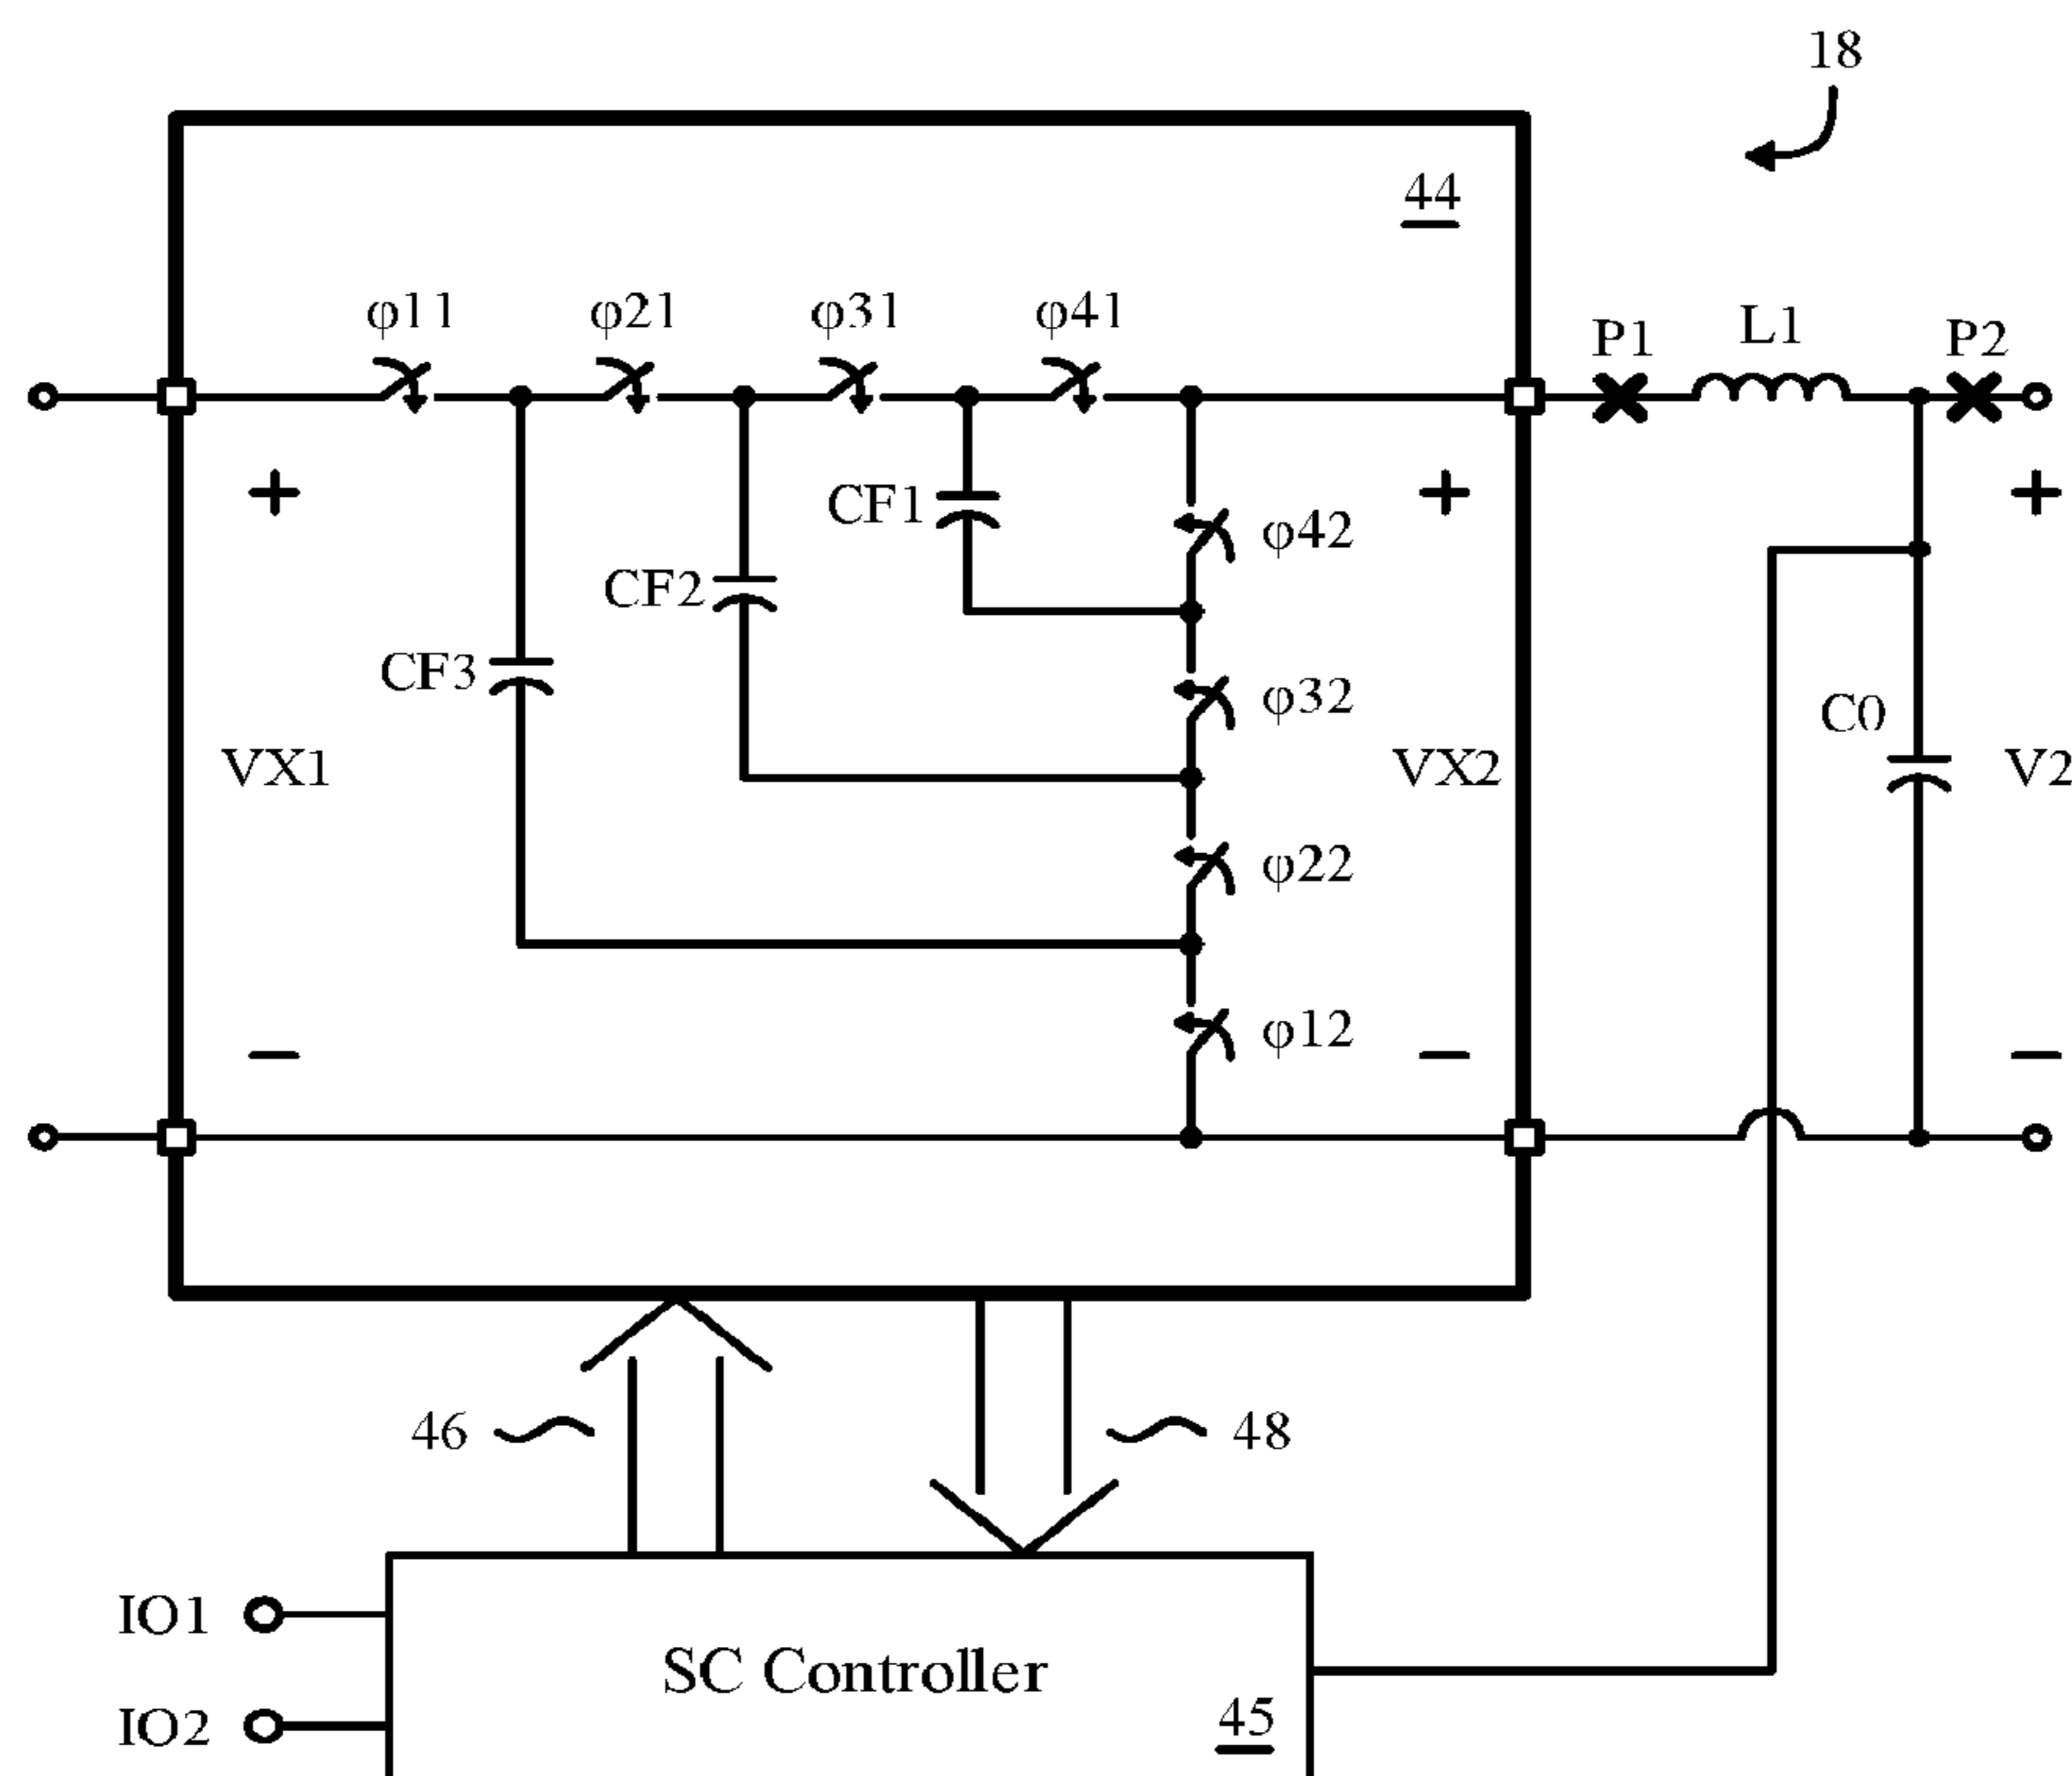 18
44
φ11 φ21 φ31 φ41
P1 L1 P2
+ + +
CF1 φ42
CF2
CF3 φ32
C0
VX1 VX2 V2
φ22
φ12
− − −
46 48
IO1
SC Controller
IO2
45